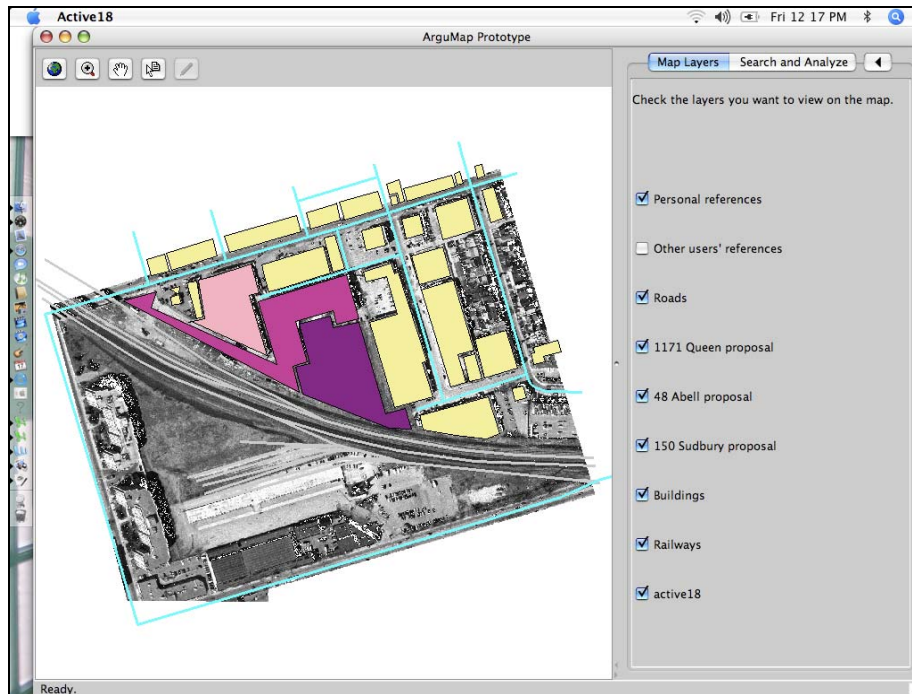 Active18
Fri 12 17 PM
ArguMap Prototype
Map Layers
Search and Analyze
Check the layers you want to view on the map.
Personal references
Other users' references
Roads
1171 Queen proposal
48 Abell proposal
150 Sudbury proposal
Buildings
Railways
active18
Ready.